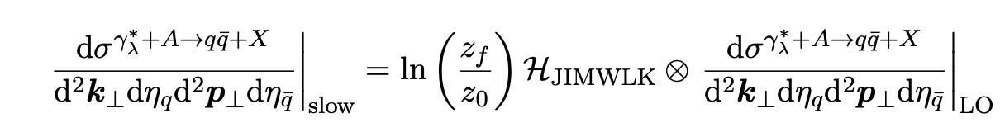 \left.\frac{\mathrm{d}\sigma^{\gamma_\lambda^*+A\to q\bar{q}+X}}{\mathrm{d}^2\boldsymbol{k}_\perp\mathrm{d}\eta_q\mathrm{d}^2\boldsymbol{p}_\perp\mathrm{d}\eta_{\bar{q}}}\right|_{\mathrm{slow}} = \ln\left(\frac{z_f}{z_0}\right)\mathcal{H}_{\mathrm{JIMWLK}}\otimes\left.\frac{\mathrm{d}\sigma^{\gamma_\lambda^*+A\to q\bar{q}+X}}{\mathrm{d}^2\boldsymbol{k}_\perp\mathrm{d}\eta_q\mathrm{d}^2\boldsymbol{p}_\perp\mathrm{d}\eta_{\bar{q}}}\right|_{\mathrm{LO}}